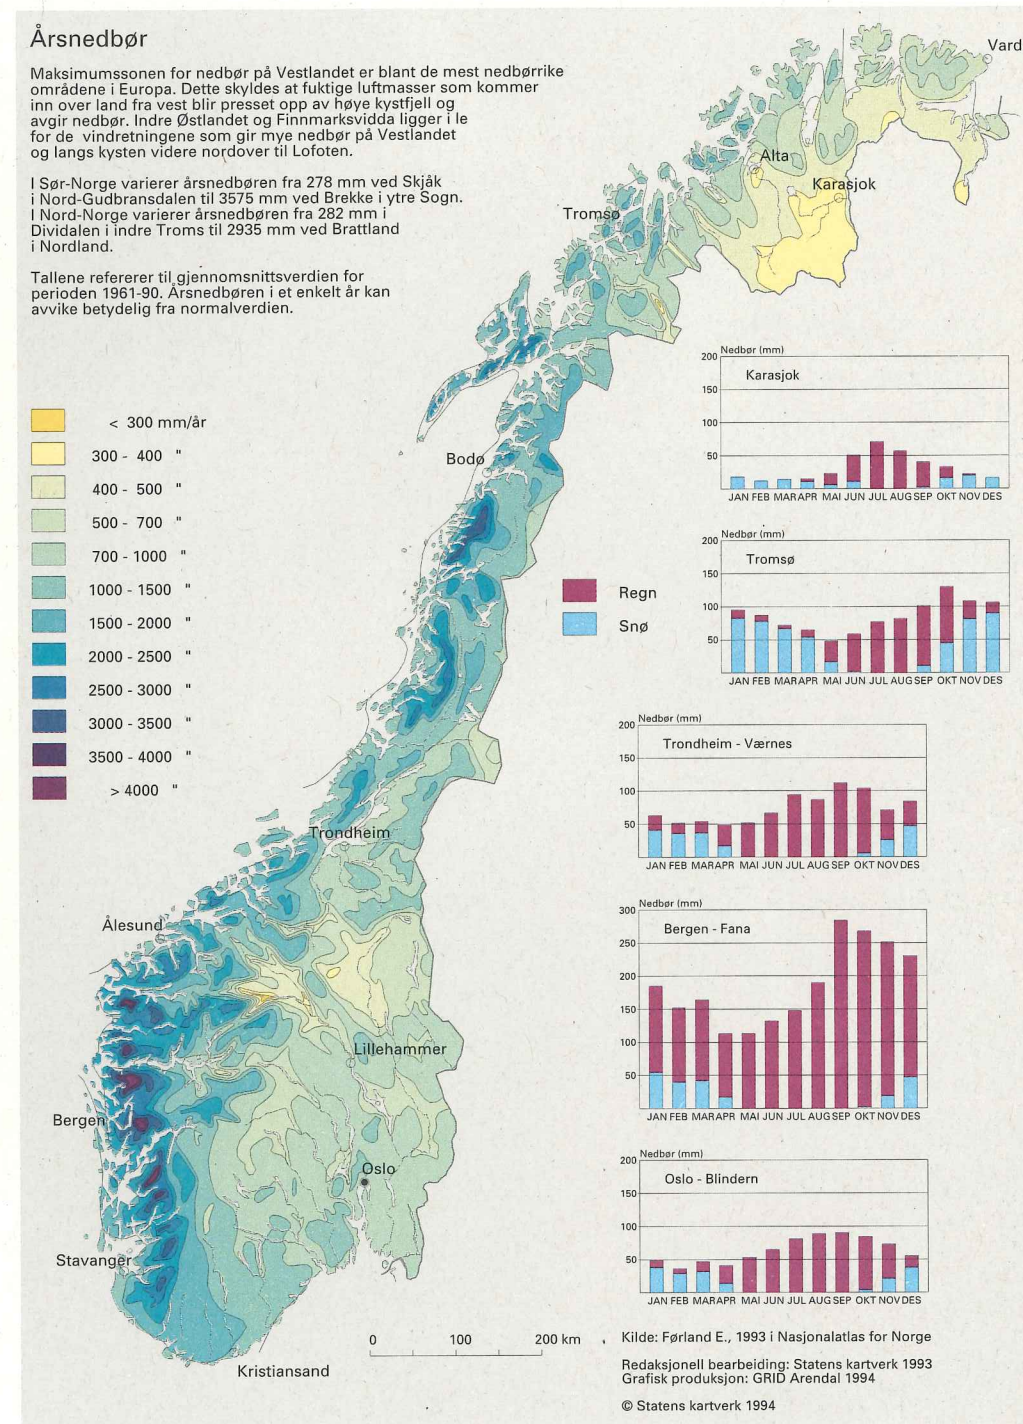 Årsnedbør
Maksimumssonen for nedbør på Vestlandet er blant de mest nedbørrike
områdene i Europa. Dette skyldes at fuktige luftmasser som kommer
inn over land fra vest blir presset opp av høye kystfjell og
avgir nedbør. Indre Østlandet og Finnmarksvidda ligger i le
for de vindretningene som gir mye nedbør på Vestlandet
og langs kysten videre nordover til Lofoten.
I Sør-Norge varierer årsnedbøren fra 278 mm ved Skjåk
i Nord-Gudbransdalen til 3575 mm ved Brekke i ytre Sogn.
I Nord-Norge varierer årsnedbøren fra 282 mm i
Dividalen i indre Troms til 2935 mm ved Brattland
i Nordland.
Tallene refererer til gjennomsnittsverdien for
perioden 1961-90. Årsnedbøren i et enkelt år kan
avvike betydelig fra normalverdien.
< 300 mm/år
300 - 400 "
400 - 500 "
500 - 700 "
700 - 1000 "
1000 - 1500 "
1500 - 2000 "
2000 - 2500 "
2500 - 3000 "
3000 - 3500 "
3500 - 4000 "
> 4000 "
Vard
Alta
Karasjok
Tromsø
Bodø
Trondheim
Ålesund
Lillehammer
Bergen
Oslo
Stavanger
Kristiansand
0 100 200 km
Regn
Snø
Nedbør (mm)
Karasjok
200
150
100
50
JAN FEB MAR APR MAI JUN JUL AUG SEP OKT NOV DES
Nedbør (mm)
Tromsø
200
150
100
50
JAN FEB MAR APR MAI JUN JUL AUG SEP OKT NOV DES
Nedbør (mm)
Trondheim - Værnes
200
150
100
50
JAN FEB MAR APR MAI JUN JUL AUG SEP OKT NOV DES
Nedbør (mm)
Bergen - Fana
300
250
200
150
100
50
JAN FEB MAR APR MAI JUN JUL AUG SEP OKT NOV DES
Nedbør (mm)
Oslo - Blindern
200
150
100
50
JAN FEB MAR APR MAI JUN JUL AUG SEP OKT NOV DES
Kilde: Førland E., 1993 i Nasjonalatlas for Norge
Redaksjonell bearbeiding: Statens kartverk 1993
Grafisk produksjon: GRID Arendal 1994
© Statens kartverk 1994